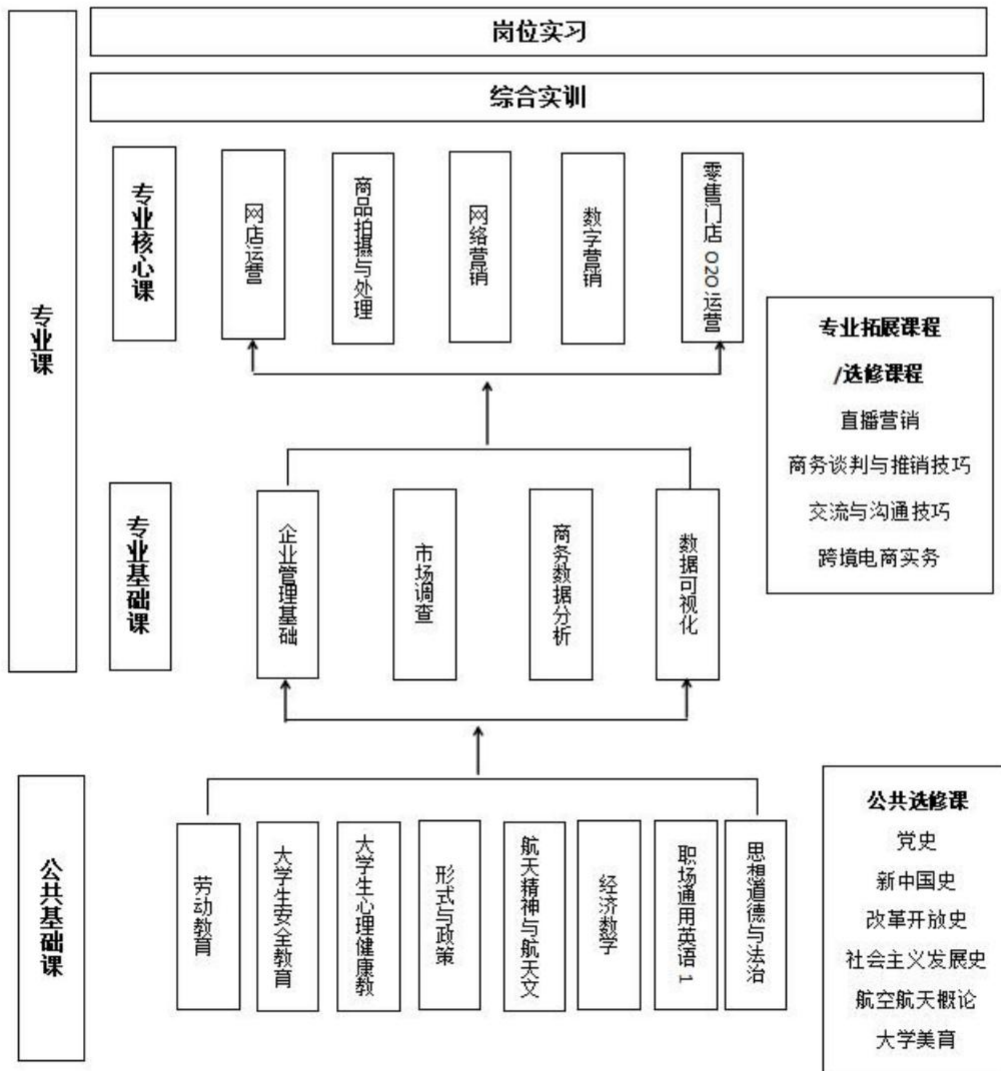 岗位实习
综合实训
专业课
专业核心课
网店运营
商品拍摄与处理
网络营销
数字营销
零售门店 O2O 运营
专业拓展课程
/选修课程
直播营销
商务谈判与推销技巧
交流与沟通技巧
跨境电商实务
专业基础课
企业管理基础
市场调查
商务数据分析
数据可视化
公共基础课
劳动教育
大学生安全教育
大学生心理健康教
形式与政策
航天精神与航天文
经济数学
职场通用英语 1
思想道德与法治
公共选修课
党史
新中国史
改革开放史
社会主义发展史
航空航天概论
大学美育